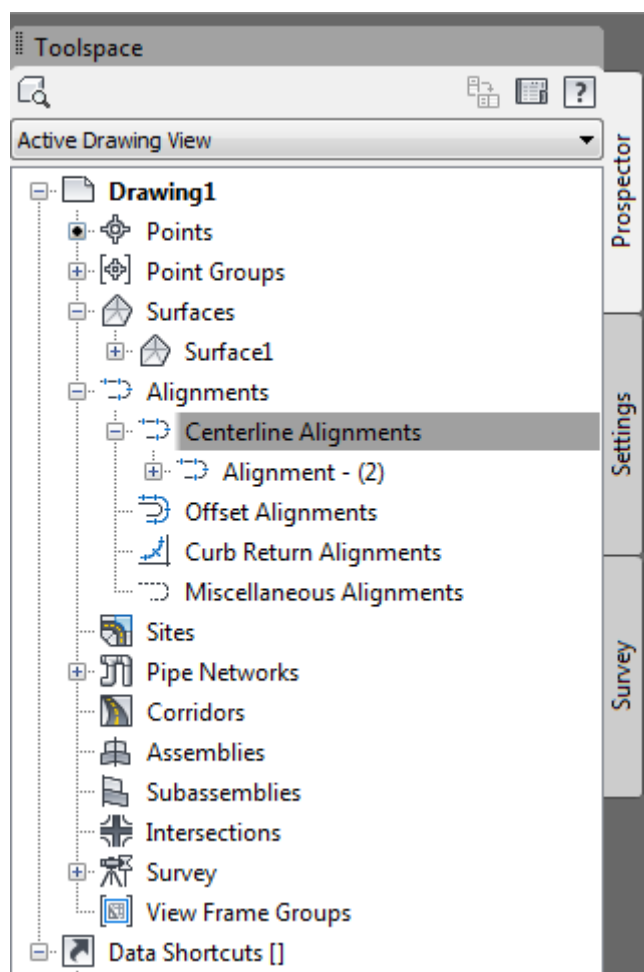 Toolspace
?
Active Drawing View
Drawing1
Points
Point Groups
Surfaces
Surface1
Alignments
Centerline Alignments
Alignment - (2)
Offset Alignments
Curb Return Alignments
Miscellaneous Alignments
Sites
Pipe Networks
Corridors
Assemblies
Subassemblies
Intersections
Survey
View Frame Groups
Data Shortcuts []
Prospector
Settings
Survey